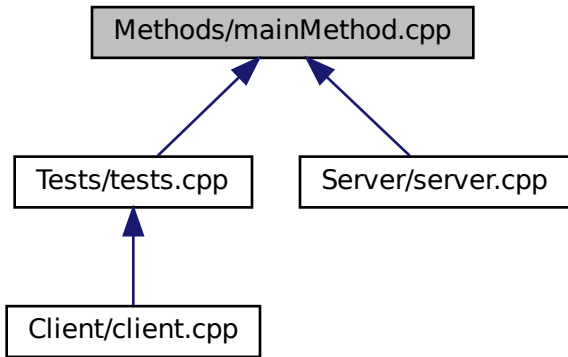 Methods/mainMethod.cpp
Tests/tests.cpp
Server/server.cpp
Client/client.cpp